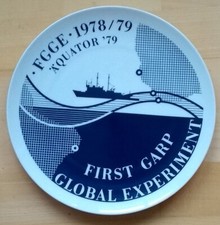 ·FGGE·1978/79
ÄQUATOR '79
FIRST GARP
GLOBAL EXPERIMENT